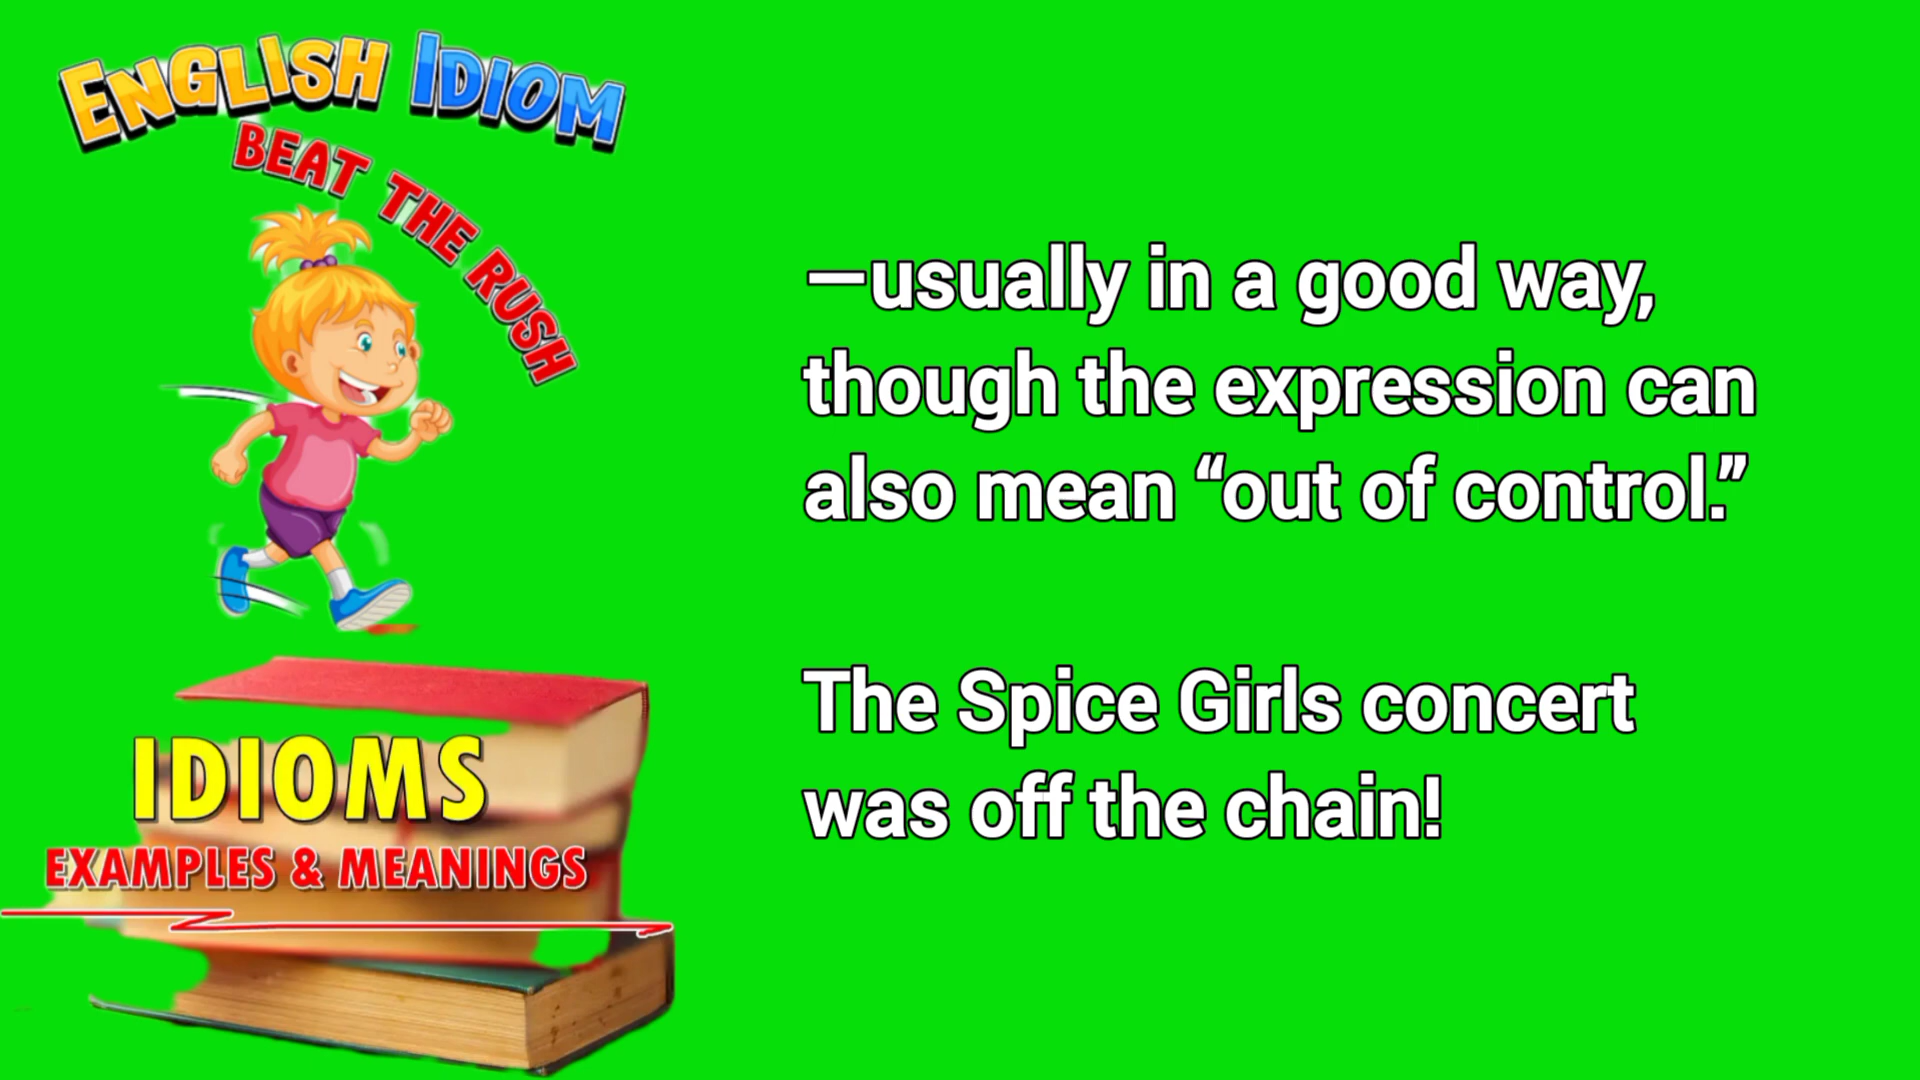 ENGLISH IDIOM
BEAT THE RUSH
IDIOMS
EXAMPLES & MEANINGS
—usually in a good way,
though the expression can
also mean “out of control.”
The Spice Girls concert
was off the chain!